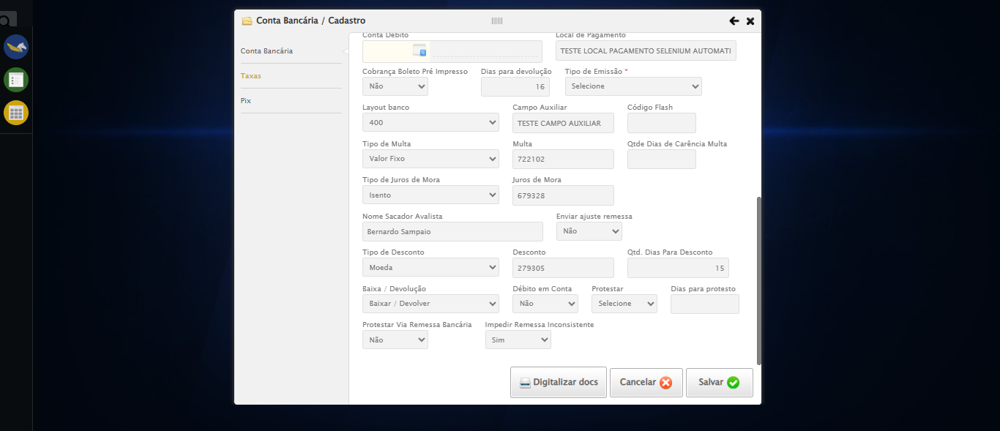 Conta Bancária / Cadastro
Conta Bancária
Taxas
Pix
Conta Débito
Local de Pagamento
TESTE LOCAL PAGAMENTO SELENIUM AUTOMATI
Cobrança Boleto Pré Impresso
Dias para devolução
Tipo de Emissão *
Não
16
Selecione
Layout banco
Campo Auxiliar
Código Flash
400
TESTE CAMPO AUXILIAR
Tipo de Multa
Multa
Qtde Dias de Carência Multa
Valor Fixo
722102
Tipo de Juros de Mora
Juros de Mora
Isento
679328
Nome Sacador Avalista
Enviar ajuste remessa
Bernardo Sampaio
Não
Tipo de Desconto
Desconto
Qtd. Dias Para Desconto
Moeda
279305
15
Baixa / Devolução
Débito em Conta
Protestar
Dias para protesto
Baixar / Devolver
Não
Selecione
Protestar Via Remessa Bancária
Impedir Remessa Inconsistente
Não
Sim
Digitalizar docs
Cancelar
Salvar